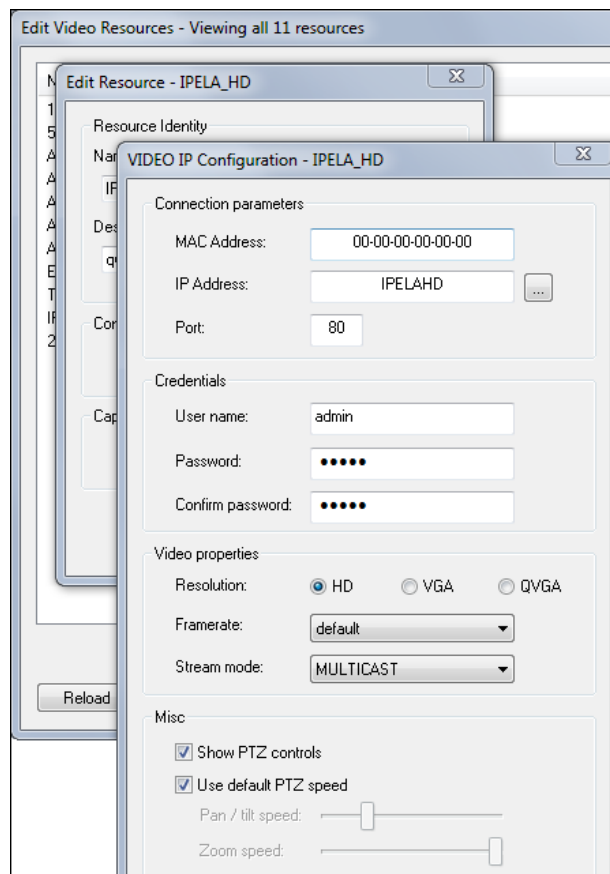 Edit Video Resources - Viewing all 11 resources
Edit Resource - IPELA_HD
Resource Identity
VIDEO IP Configuration - IPELA_HD
Connection parameters
MAC Address: 00-00-00-00-00-00
IP Address: IPELAHD ...
Port: 80
Credentials
User name: admin
Password: •••••
Confirm password: •••••
Video properties
Resolution: HD VGA QVGA
Framerate: default
Stream mode: MULTICAST
Reload
Misc
Show PTZ controls
Use default PTZ speed
Pan / tilt speed:
Zoom speed: